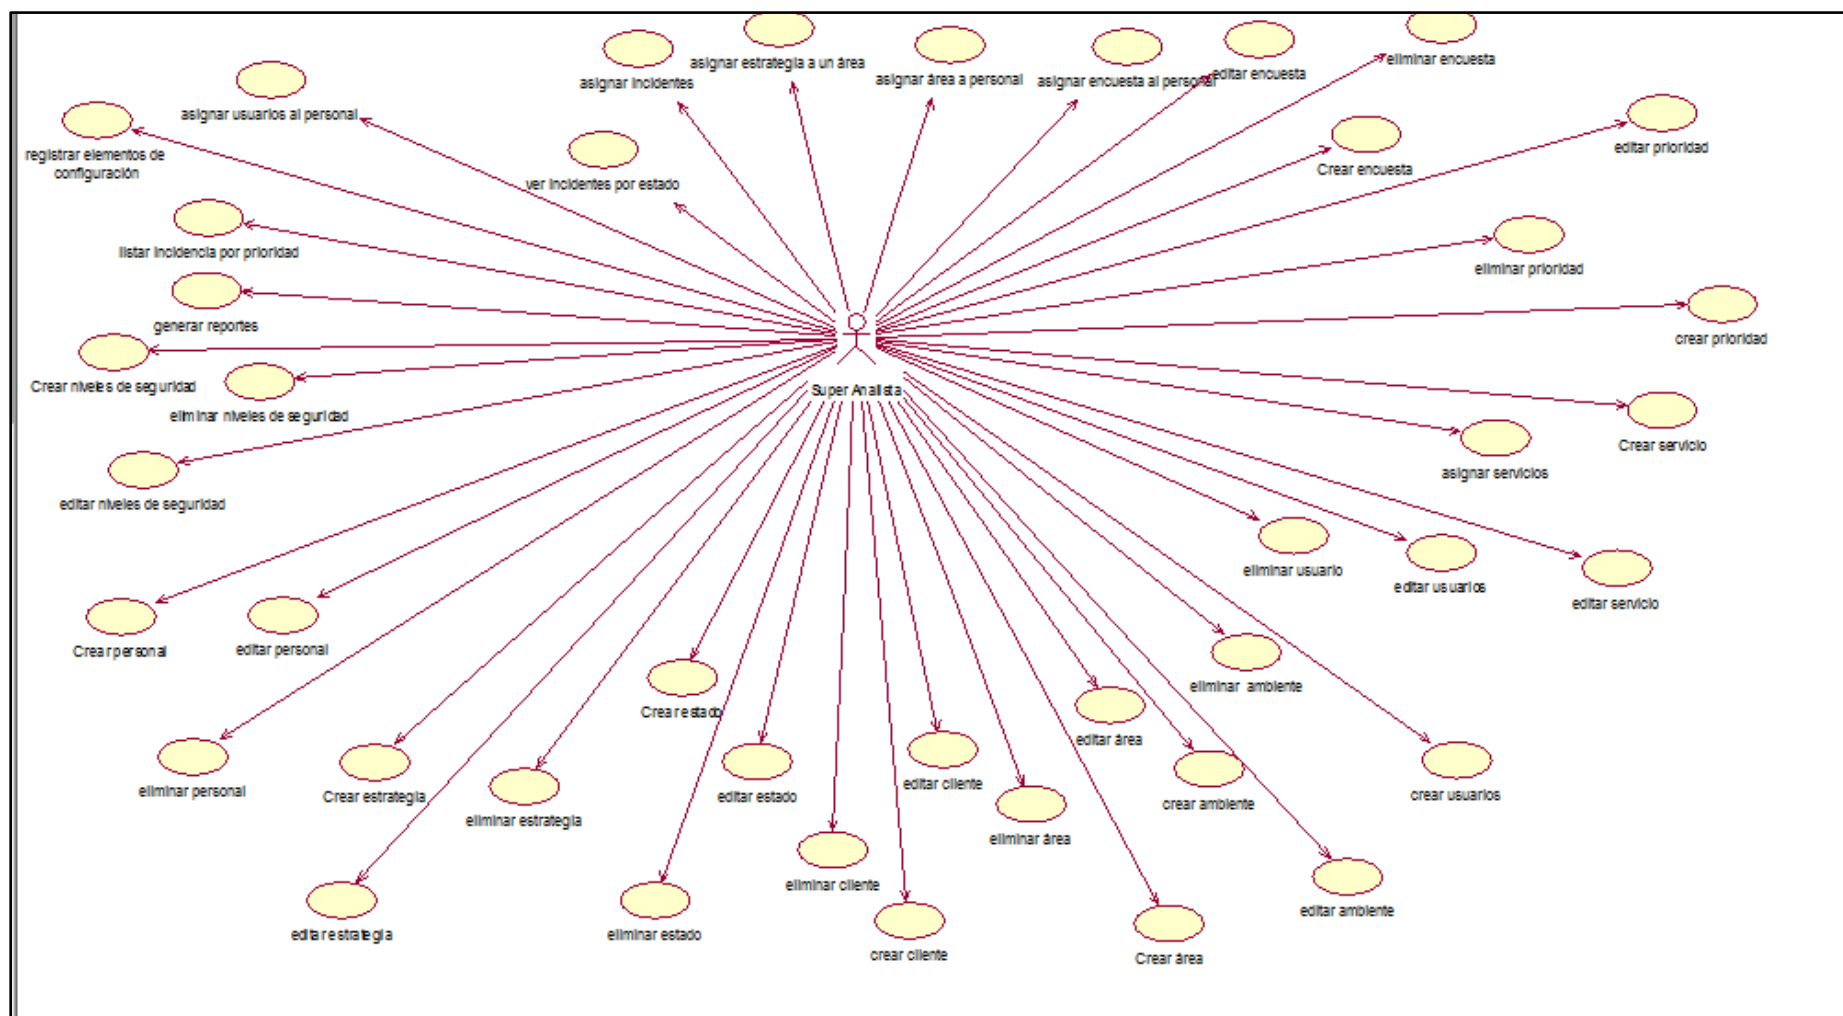 asignar estrategia a un área
eliminar encuesta
asignar incidentes
asignar área a personal
asignar encuesta al personal
editar encuesta
asignar usuarios al personal
registrar elementos de
configuración
ver incidentes por estado
Crear encuesta
editar prioridad
listar incidencia por prioridad
eliminar prioridad
generar reportes
crear prioridad
Crear niveles de seguridad
eliminar niveles de seguridad
Super Analista
Crear servicio
asignar servicios
editar niveles de seguridad
eliminar usuario
editar usuarios
editar servicio
Crear personal
editar personal
eliminar ambiente
Crear estado
editar área
eliminar personal
Crear estrategia
eliminar estrategia
editar estado
editar cliente
eliminar área
crear ambiente
crear usuarios
editar estrategia
eliminar estado
eliminar cliente
crear cliente
Crear área
editar ambiente